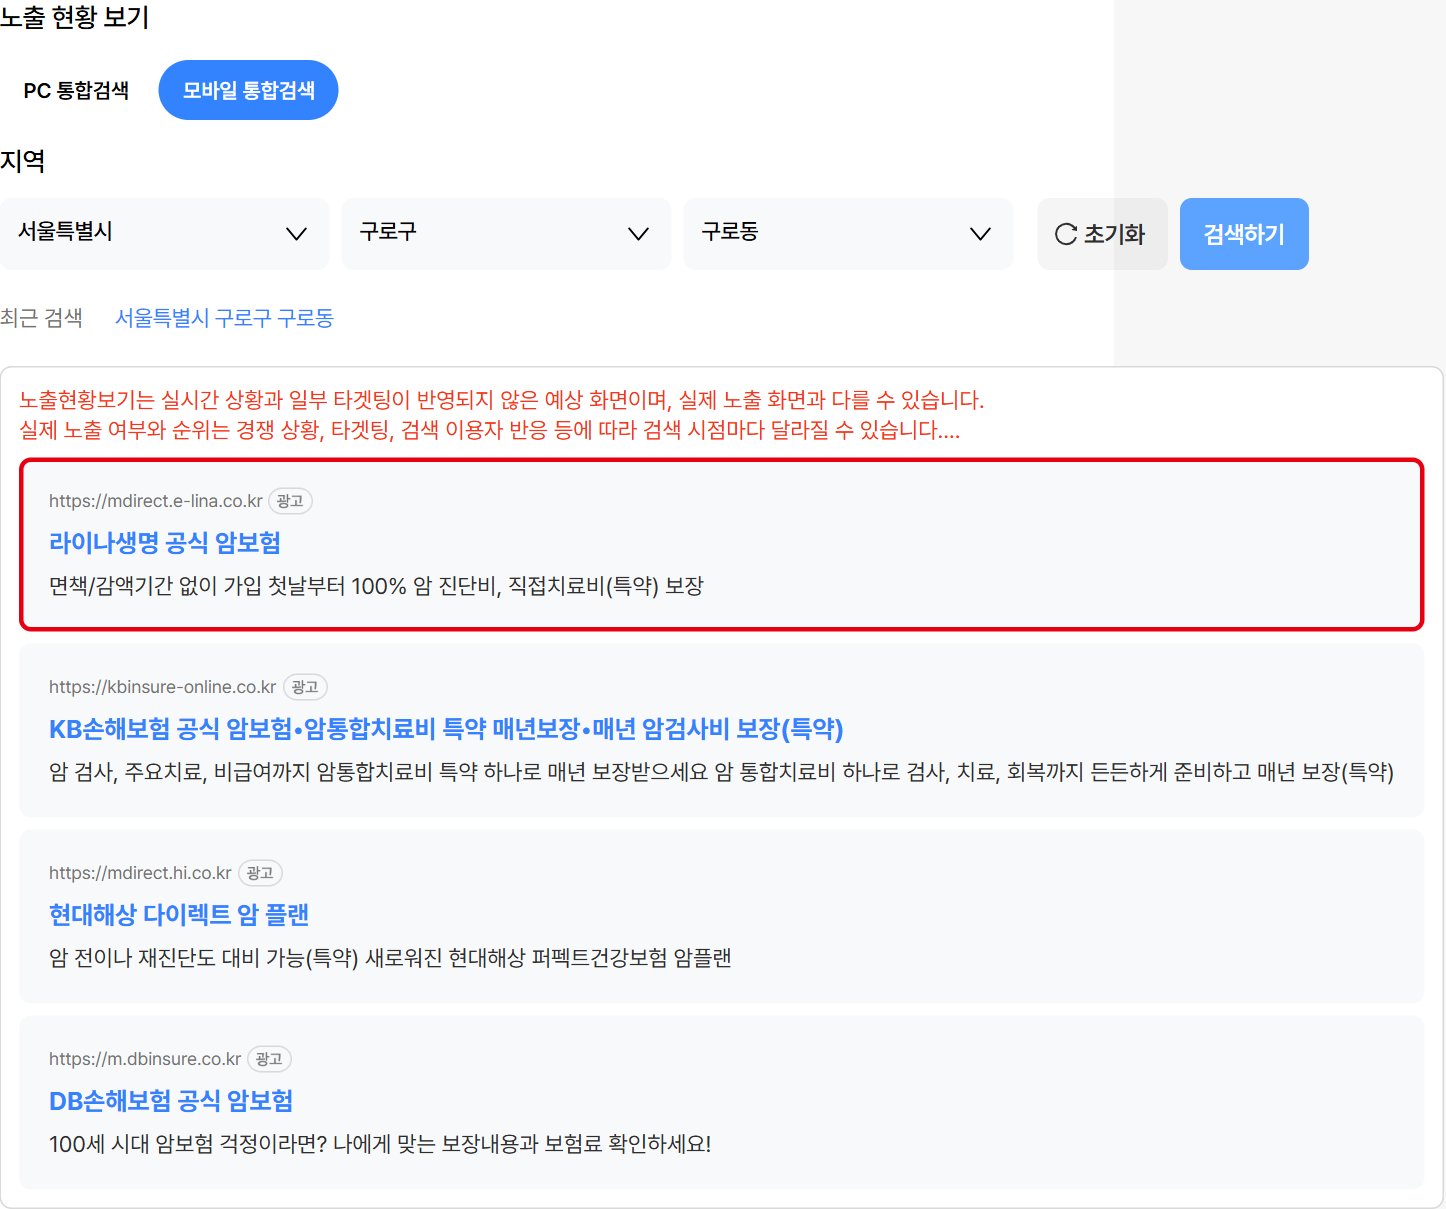 노출 현황 보기
PC 통합검색 모바일 통합검색
지역
서울특별시 구로구 구로동 초기화 검색하기
최근 검색 서울특별시 구로구 구로동
노출현황보기는 실시간 상황과 일부 타겟팅이 반영되지 않은 예상 화면이며, 실제 노출 화면과 다를 수 있습니다.
실제 노출 여부와 순위는 경쟁 상황, 타겟팅, 검색 이용자 반응 등에 따라 검색 시점마다 달라질 수 있습니다....
https://mdirect.e-lina.co.kr 광고
라이나생명 공식 암보험
면책/감액기간 없이 가입 첫날부터 100% 암 진단비, 직접치료비(특약) 보장
https://kbinsure-online.co.kr 광고
KB손해보험 공식 암보험•암통합치료비 특약 매년보장•매년 암검사비 보장(특약)
암 검사, 주요치료, 비급여까지 암통합치료비 특약 하나로 매년 보장받으세요 암 통합치료비 하나로 검사, 치료, 회복까지 든든하게 준비하고 매년 보장(특약)
https://mdirect.hi.co.kr 광고
현대해상 다이렉트 암 플랜
암 전이나 재진단도 대비 가능(특약) 새로워진 현대해상 퍼펙트건강보험 암플랜
https://m.dbinsure.co.kr 광고
DB손해보험 공식 암보험
100세 시대 암보험 걱정이라면? 나에게 맞는 보장내용과 보험료 확인하세요!